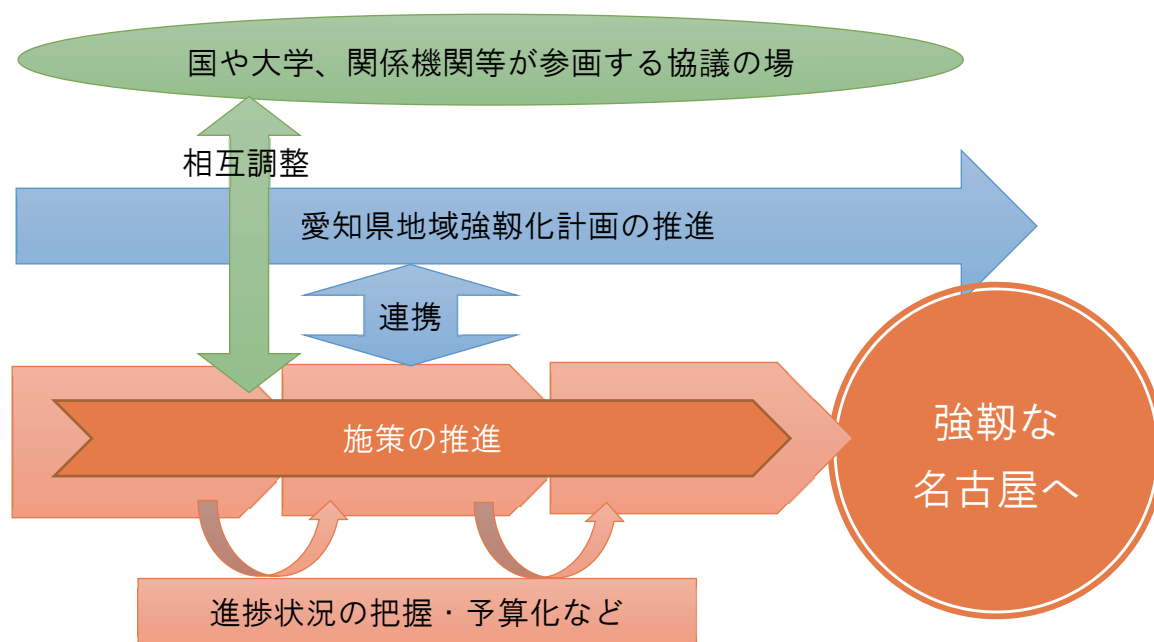 国や大学、関係機関等が参画する協議の場
相互調整
愛知県地域強靱化計画の推進
連携
施策の推進
強靱な
名古屋へ
進捗状況の把握・予算化など